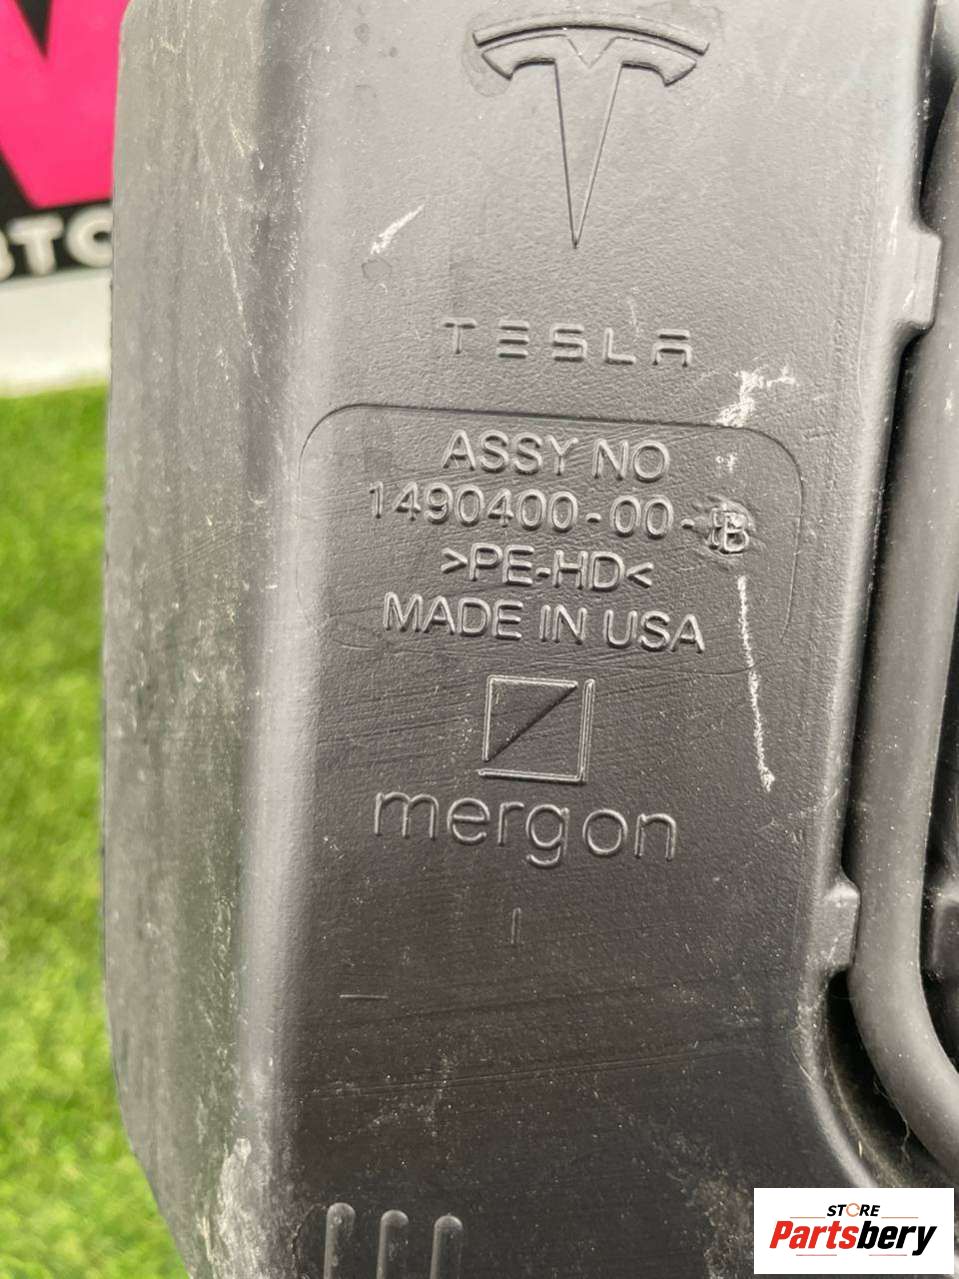 TESLA
ASSY NO
1490400-00-B
>PE-HD<
MADE IN USA
mergon
STORE
Partsbery